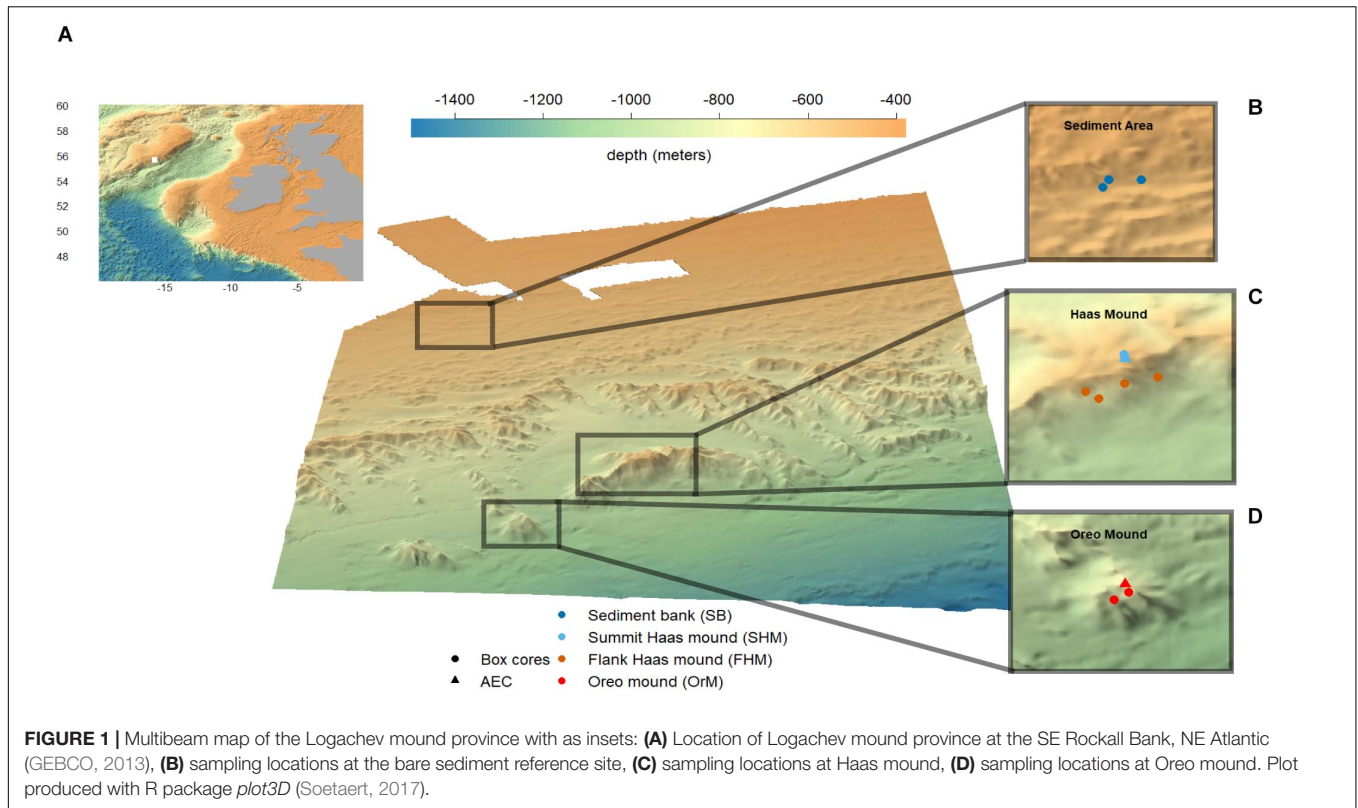 A
60
58
56
54
52
50
48
-15 -10 -5
-1400 -1200 -1000 -800 -600 -400
depth (meters)
B
Sediment Area
C
Haas Mound
D
Oreo Mound
Sediment bank (SB)
Summit Haas mound (SHM)
Box cores Flank Haas mound (FHM)
AEC Oreo mound (OrM)
FIGURE 1 | Multibeam map of the Logachev mound province with as insets: (A) Location of Logachev mound province at the SE Rockall Bank, NE Atlantic
(GEBCO, 2013), (B) sampling locations at the bare sediment reference site, (C) sampling locations at Haas mound, (D) sampling locations at Oreo mound. Plot
produced with R package plot3D (Soetaert, 2017).